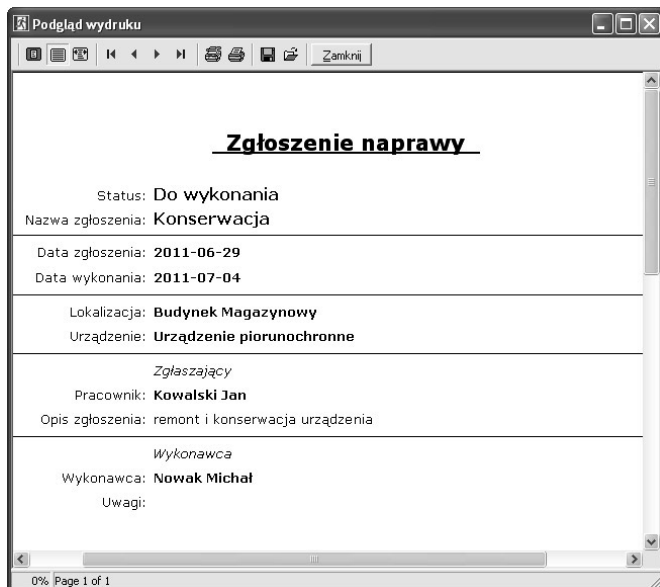 Podgląd wydruku
Zamknij
Zgłoszenie naprawy
Status: Do wykonania
Nazwa zgłoszenia: Konserwacja
Data zgłoszenia: 2011-06-29
Data wykonania: 2011-07-04
Lokalizacja: Budynek Magazynowy
Urządzenie: Urządzenie piorunochronne
Zgłaszający
Pracownik: Kowalski Jan
Opis zgłoszenia: remont i konserwacja urządzenia
Wykonawca
Wykonawca: Nowak Michał
Uwagi:
0% Page 1 of 1